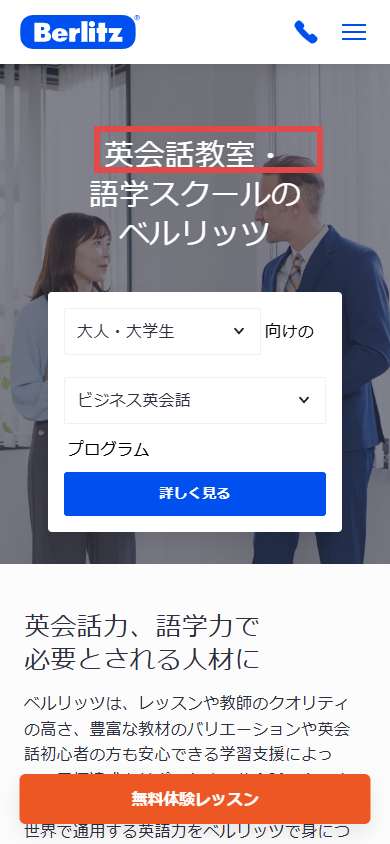 Berlitz®
英会話教室・
語学スクールの
ベルリッツ
大人・大学生 向けの
ビジネス英会話
プログラム
詳しく見る
英会話力、語学力で
必要とされる人材に
ベルリッツは、レッスンや教師のクオリティ
の高さ、豊富な教材のバリエーションや英会
話初心者の方も安心できる学習支援によっ
無料体験レッスン
世界で通用する英語力をベルリッツで身につ